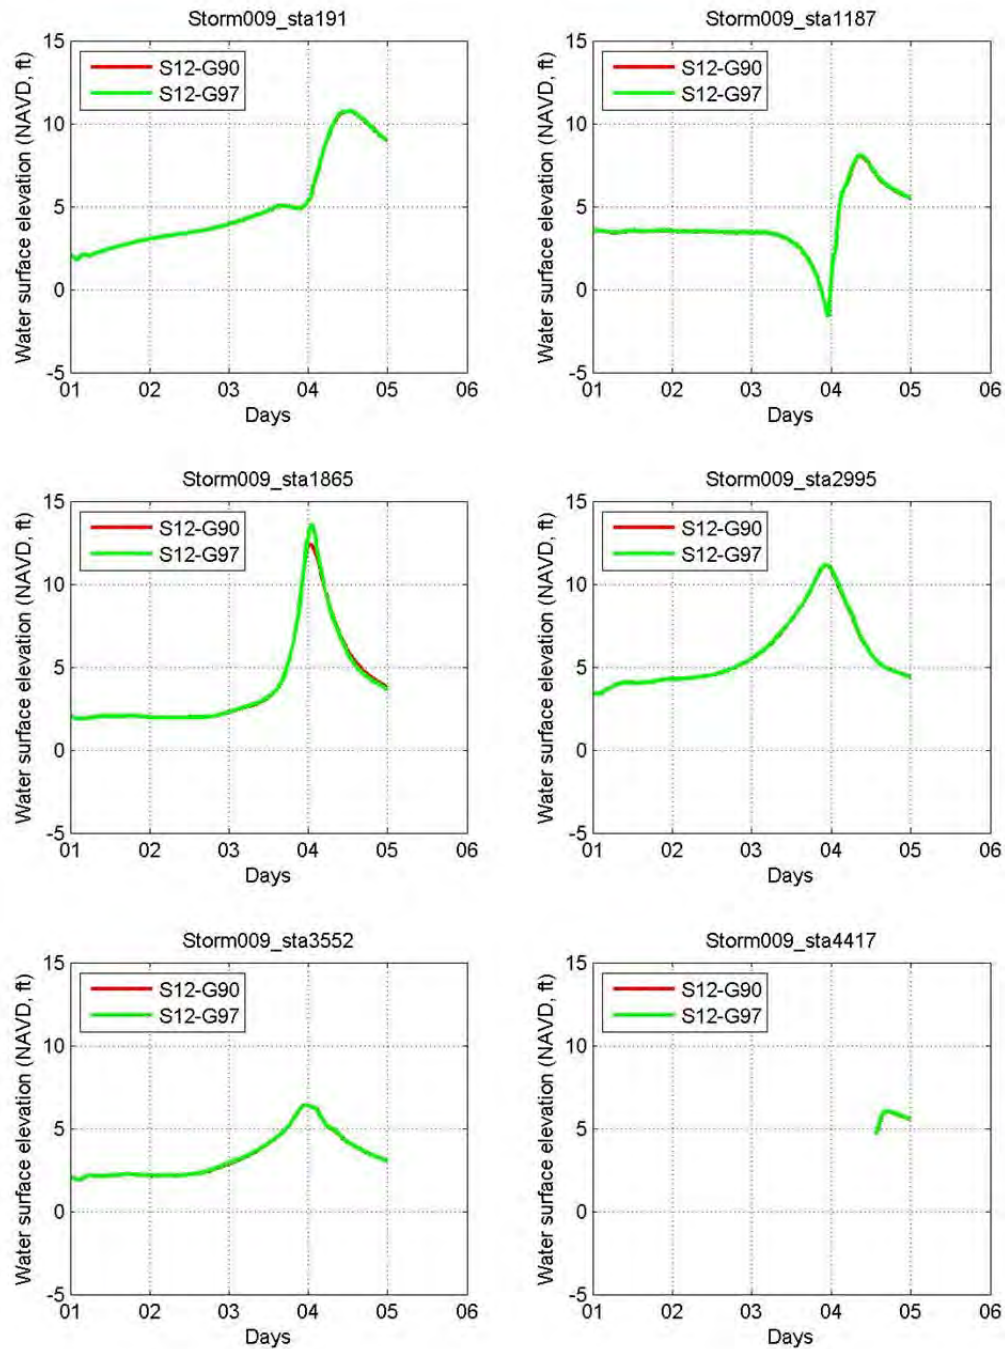 Storm009_sta191
Water surface elevation (NAVD, ft)
15
10
5
0
-5
S12-G90
S12-G97
01 02 03 04 05 06
Days
Storm009_sta1187
Water surface elevation (NAVD, ft)
15
10
5
0
-5
S12-G90
S12-G97
01 02 03 04 05 06
Days
Storm009_sta1865
Water surface elevation (NAVD, ft)
15
10
5
0
-5
S12-G90
S12-G97
01 02 03 04 05 06
Days
Storm009_sta2995
Water surface elevation (NAVD, ft)
15
10
5
0
-5
S12-G90
S12-G97
01 02 03 04 05 06
Days
Storm009_sta3552
Water surface elevation (NAVD, ft)
15
10
5
0
-5
S12-G90
S12-G97
01 02 03 04 05 06
Days
Storm009_sta4417
Water surface elevation (NAVD, ft)
15
10
5
0
-5
S12-G90
S12-G97
01 02 03 04 05 06
Days